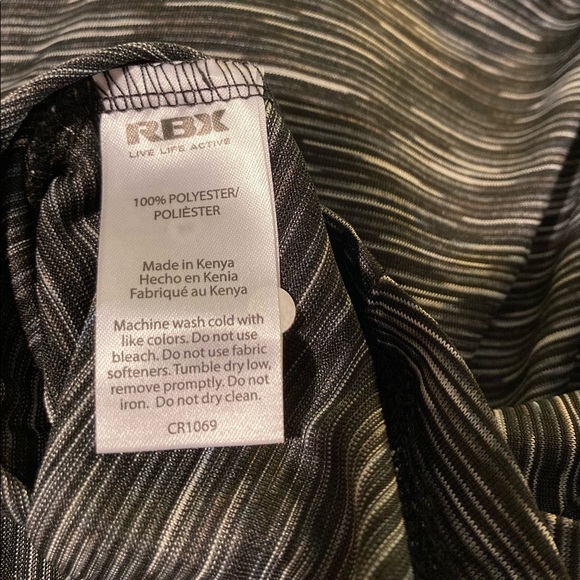 RBX
LIVE LIFE ACTIVE
100% POLYESTER/
POLIÈSTER
Made in Kenya
Hecho en Kenia
Fabriqué au Kenya
Machine wash cold with
like colors. Do not use
bleach. Do not use fabric
softeners. Tumble dry low,
remove promptly. Do not
iron. Do not dry clean.
CR1069